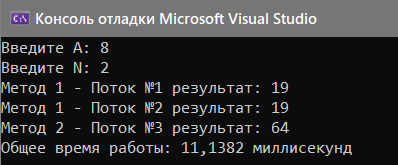 Консоль отладки Microsoft Visual Studio
Введите A: 8
Введите N: 2
Метод 1 - Поток №1 результат: 19
Метод 1 - Поток №2 результат: 19
Метод 2 - Поток №3 результат: 64
Общее время работы: 11,1382 миллисекунд